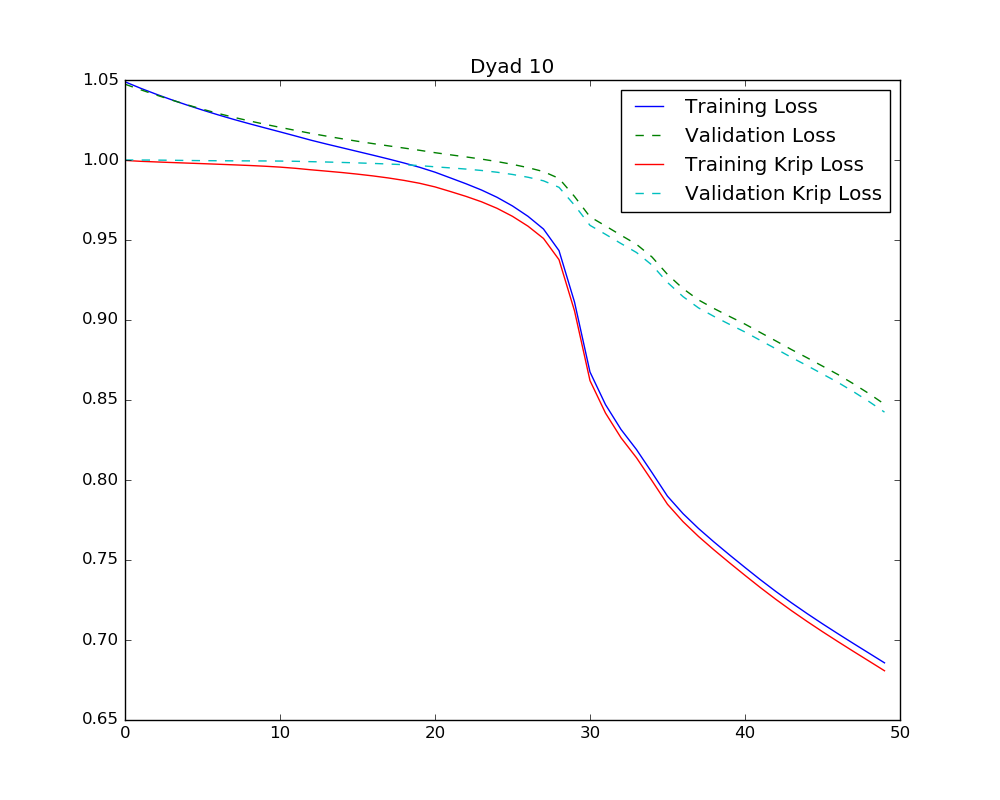 Dyad 10
1.05
1.00
0.95
0.90
0.85
0.80
0.75
0.70
0.65
Training Loss
Validation Loss
Training Krip Loss
Validation Krip Loss
0 10 20 30 40 50